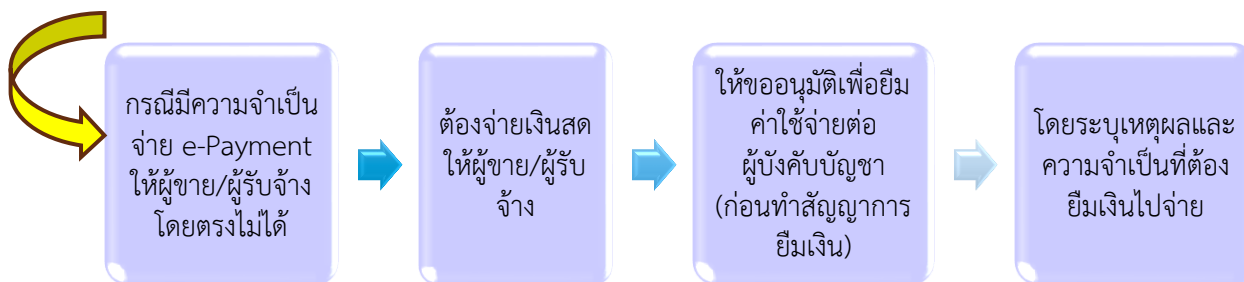 กรณีมีความจำเป็น
จ่าย e-Payment
ให้ผู้ขาย/ผู้รับจ้าง
โดยตรงไม่ได้
ต้องจ่ายเงินสด
ให้ผู้ขาย/ผู้รับ
จ้าง
ให้ขออนุมัติเพื่อยืม
ค่าใช้จ่ายต่อ
ผู้บังคับบัญชา
(ก่อนทำสัญญาการ
ยืมเงิน)
โดยระบุเหตุผลและ
ความจำเป็นที่ต้อง
ยืมเงินไปจ่าย